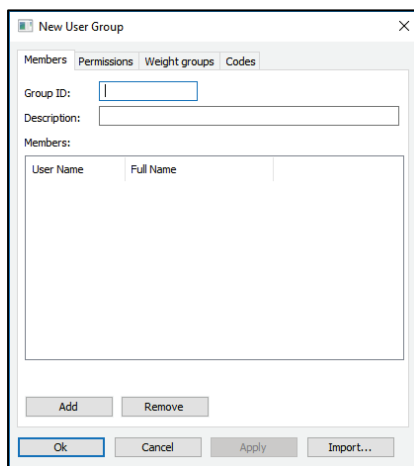 New User Group
Members Permissions Weight groups Codes
Group ID:
Description:
Members:
User Name Full Name
Add Remove
Ok Cancel Apply Import...